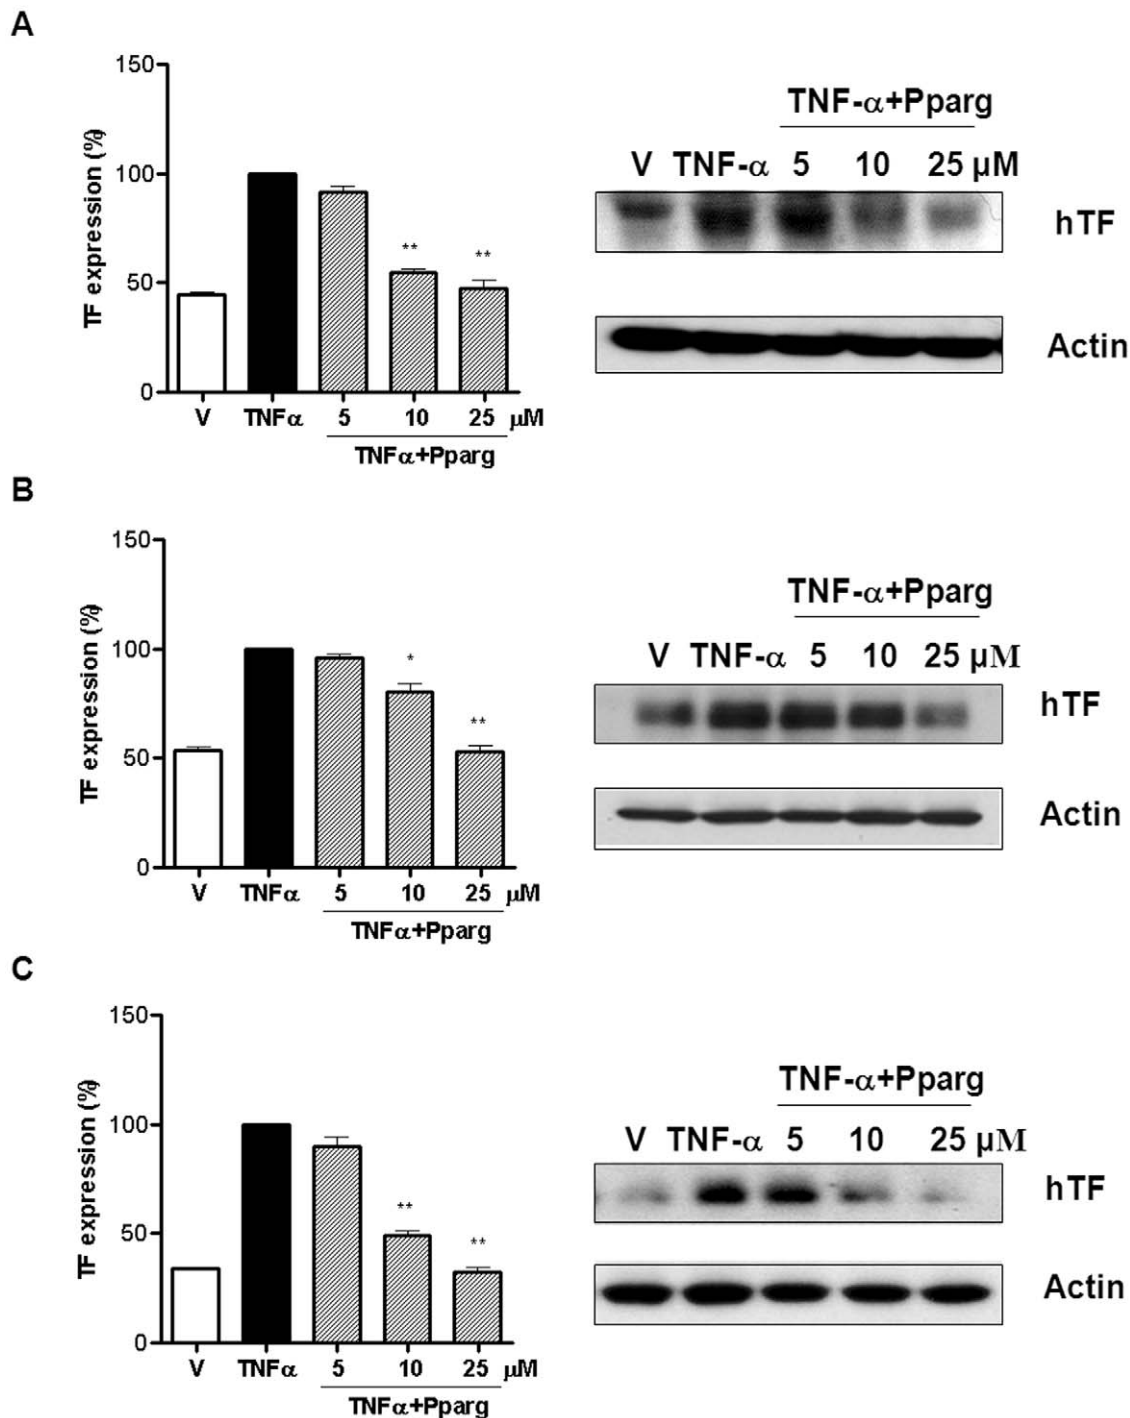 A
150
100
50
0
TF expression (%)
**
**
V TNFα 5 10 25 µM
TNFα+Pparg
TNF-α+Pparg
V TNF-α 5 10 25 µM
hTF
Actin
B
150
100
50
0
TF expression (%)
*
**
V TNFα 5 10 25 µM
TNFα+Pparg
TNF-α+Pparg
V TNF-α 5 10 25 µM
hTF
Actin
C
150
100
50
0
TF expression (%)
**
**
V TNFα 5 10 25 µM
TNFα+Pparg
TNF-α+Pparg
V TNF-α 5 10 25 µM
hTF
Actin